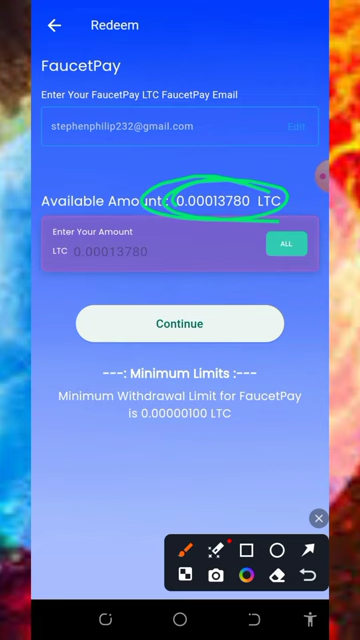 Redeem
FaucetPay
Enter Your FaucetPay LTC FaucetPay Email
stephenphilip232@gmail.com Edit
Available Amount: 0.00013780 LTC
Enter Your Amount
LTC 0.00013780
ALL
Continue
---: Minimum Limits :---
Minimum Withdrawal Limit for FaucetPay
is 0.00000100 LTC